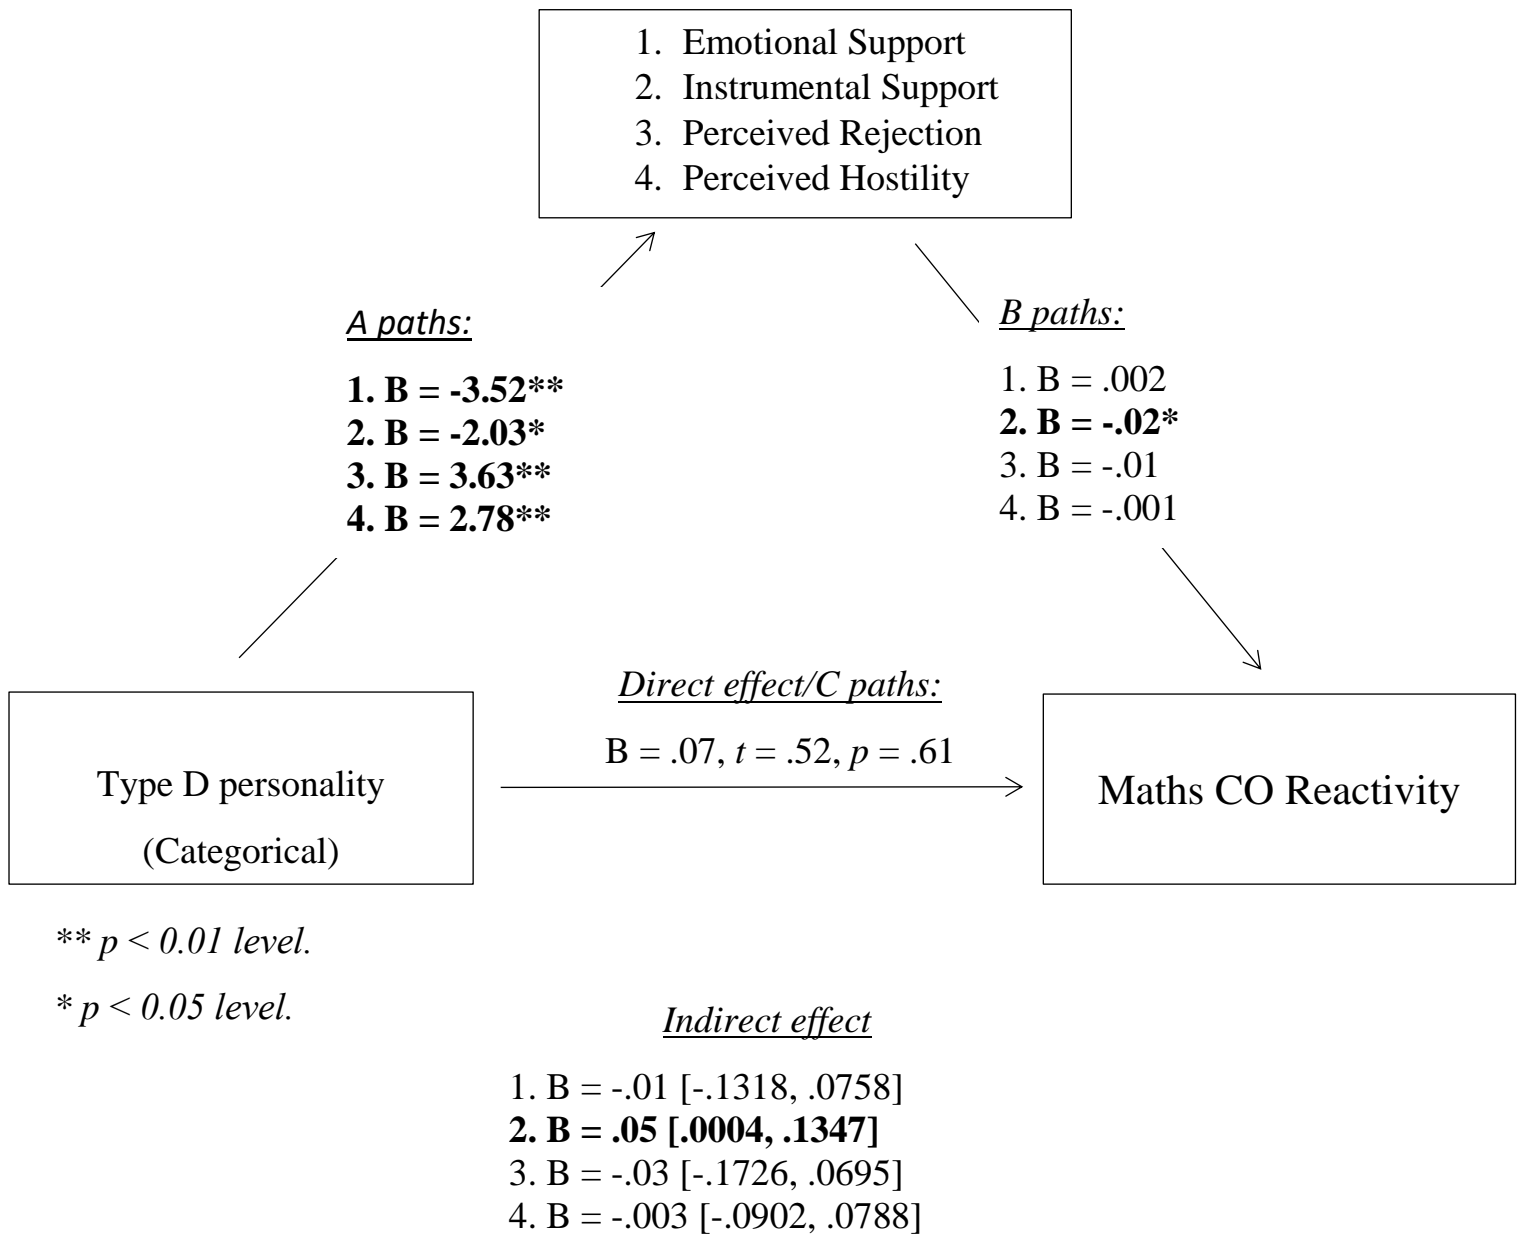 1. Emotional Support
2. Instrumental Support
3. Perceived Rejection
4. Perceived Hostility
A paths:
1. B = -3.52**
2. B = -2.03*
3. B = 3.63**
4. B = 2.78**
B paths:
1. B = .002
2. B = -.02*
3. B = -.01
4. B = -.001
Direct effect/C paths:
B = .07, t = .52, p = .61
Type D personality
(Categorical)
Maths CO Reactivity
** p < 0.01 level.
* p < 0.05 level.
Indirect effect
1. B = -.01 [-.1318, .0758]
2. B = .05 [.0004, .1347]
3. B = -.03 [-.1726, .0695]
4. B = -.003 [-.0902, .0788]